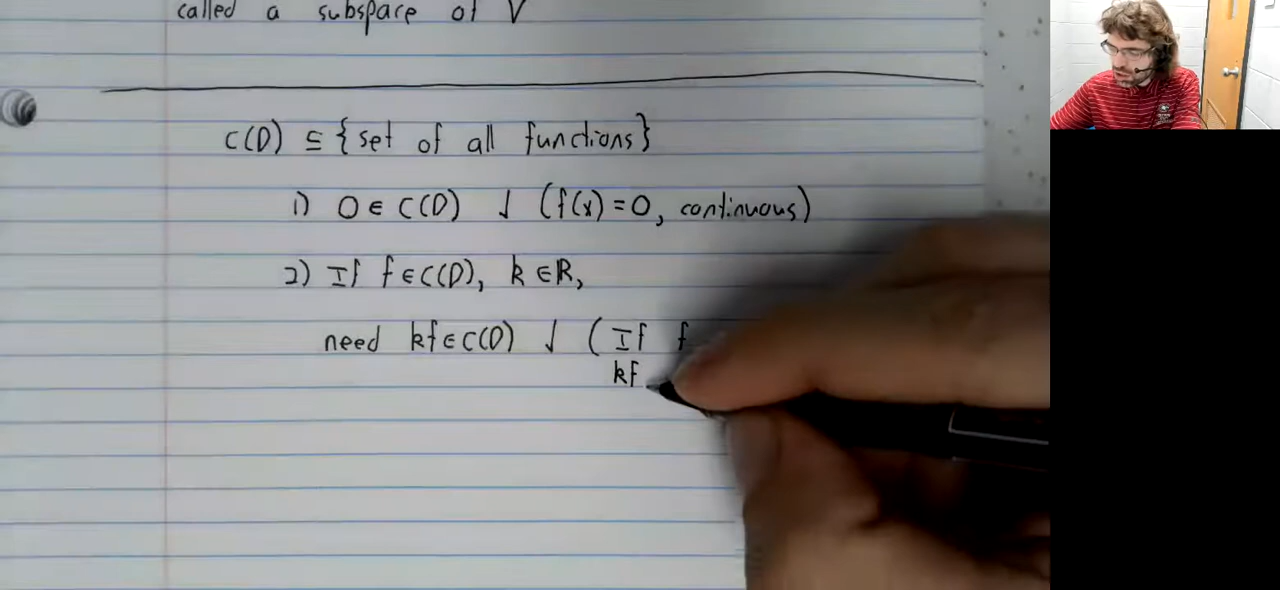 called a subspace of V
C(D) ⊆ {set of all functions}
1) 0 ∈ C(D) ✓ (f(x)=0, continuous)
2) If f ∈ C(D), k ∈ R,
need kf ∈ C(D) ✓ (If f
kf